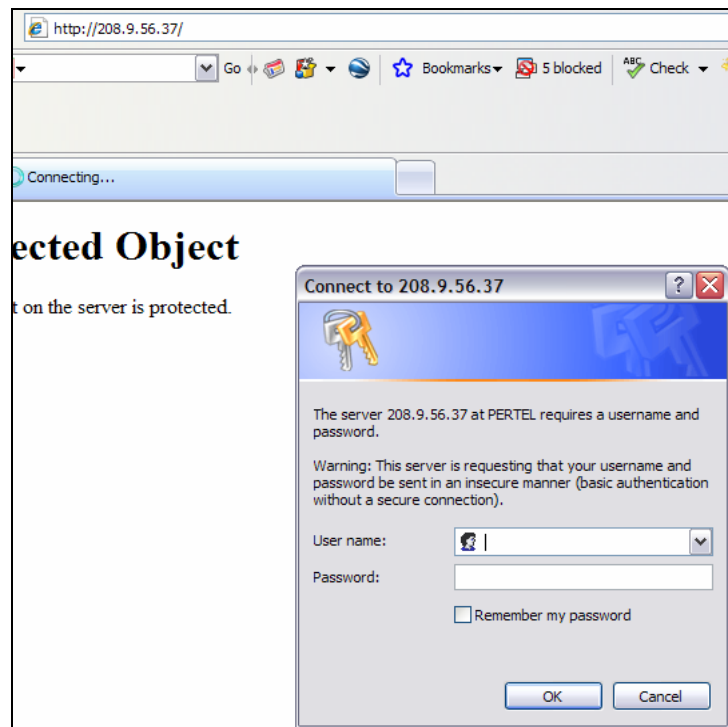 http://208.9.56.37/
Go
Bookmarks
5 blocked
ABC
Check
Connecting...
ected Object
t on the server is protected.
Connect to 208.9.56.37
?
The server 208.9.56.37 at PERTEL requires a username and
password.
Warning: This server is requesting that your username and
password be sent in an insecure manner (basic authentication
without a secure connection).
User name:
Password:
Remember my password
OK
Cancel